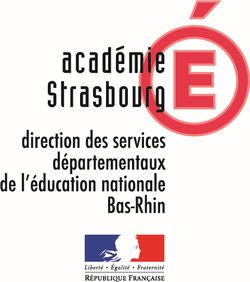 académie
Strasbourg
É
direction des services
départementaux
de l'éducation nationale
Bas-Rhin
Liberté • Égalité • Fraternité
RÉPUBLIQUE FRANÇAISE